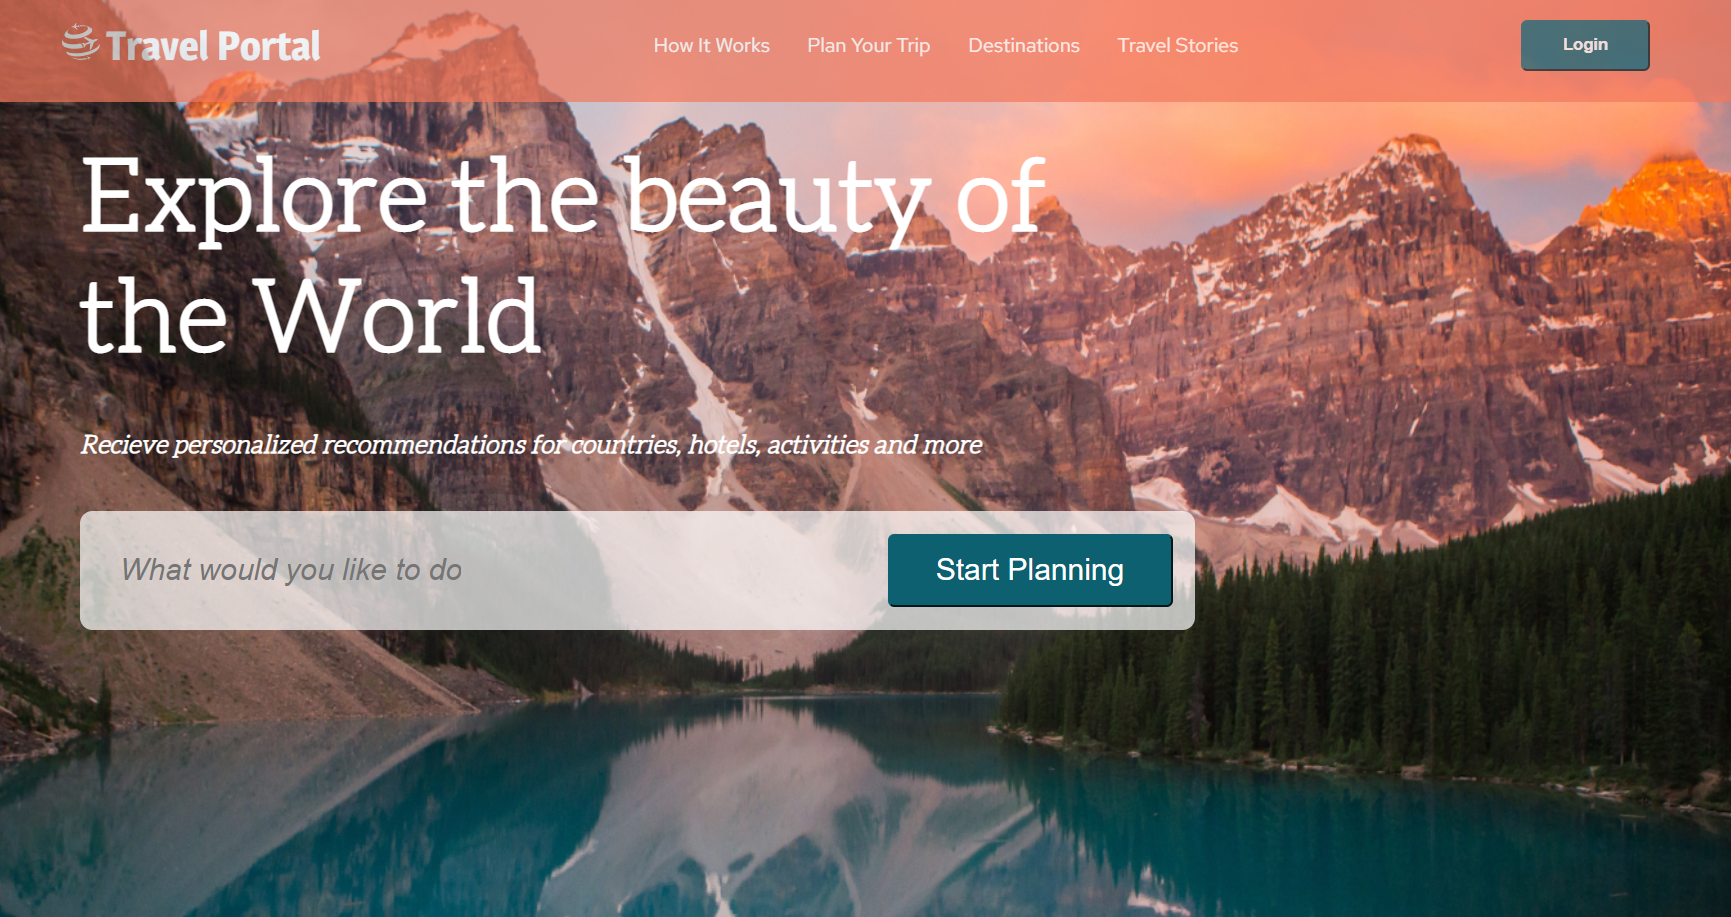 Travel Portal
How It Works
Plan Your Trip
Destinations
Travel Stories
Login
Explore the beauty of
the World
Recieve personalized recommendations for countries, hotels, activities and more
What would you like to do
Start Planning